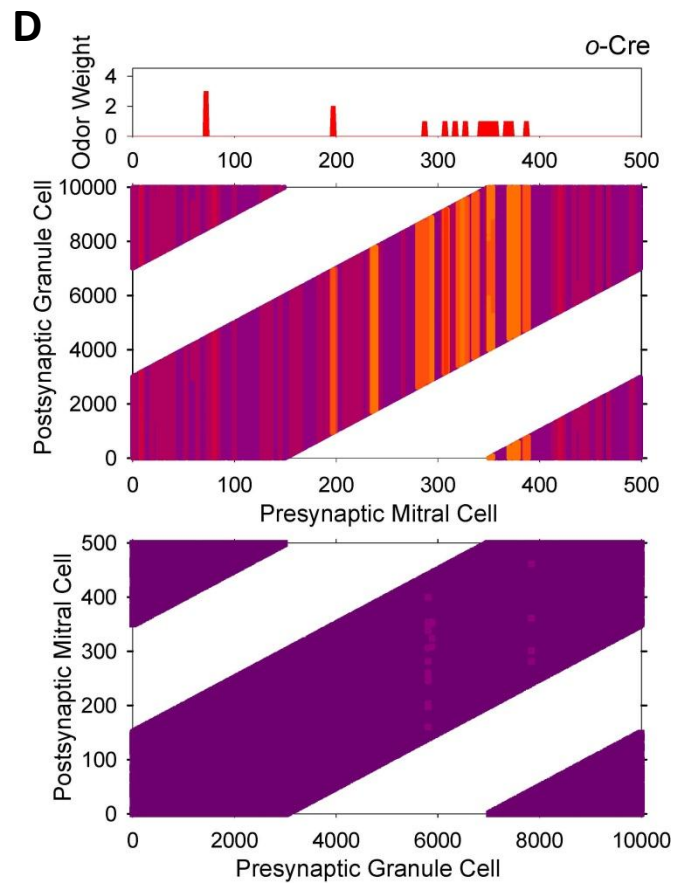 D
o-Cre
Odor Weight
4
2
0
0 100 200 300 400 500
Postsynaptic Granule Cell
10000
8000
6000
4000
2000
0
0 100 200 300 400 500
Presynaptic Mitral Cell
Postsynaptic Mitral Cell
500
400
300
200
100
0
0 2000 4000 6000 8000 10000
Presynaptic Granule Cell